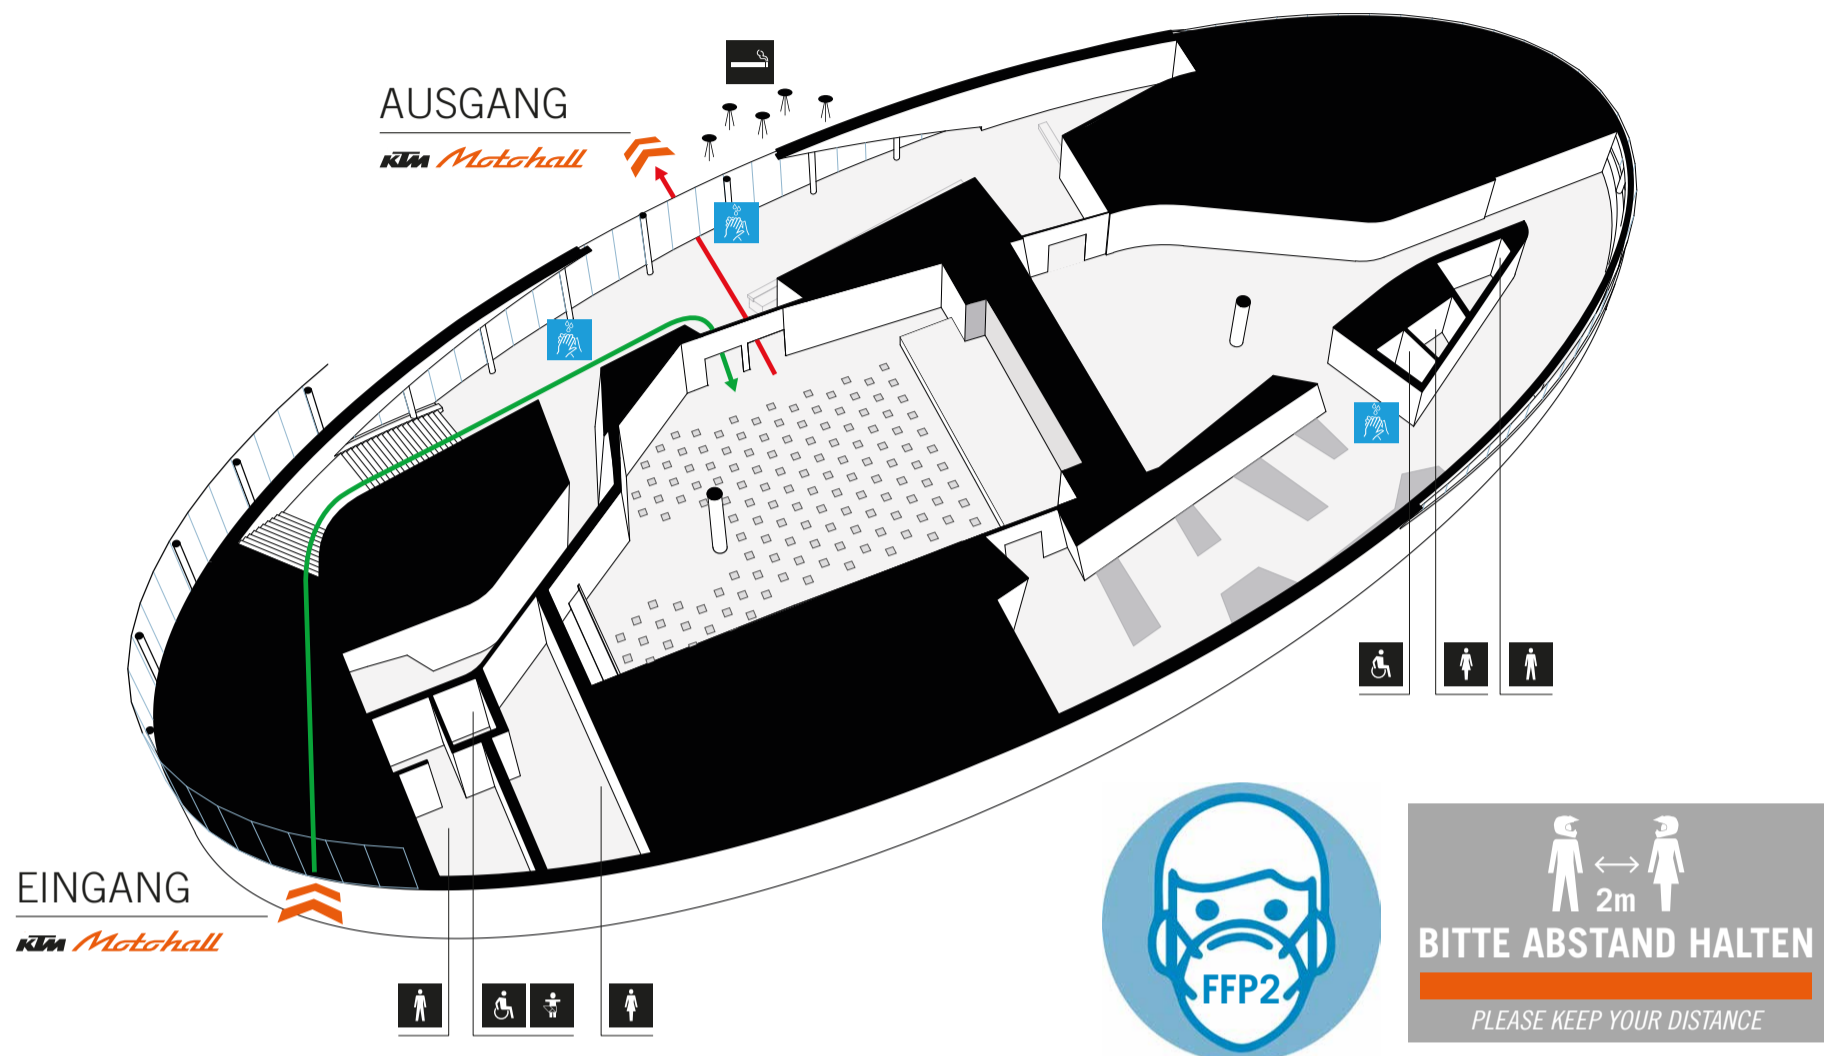 AUSGANG
KTM Motohall
EINGANG
KTM Motohall
FFP2
2m
BITTE ABSTAND HALTEN
PLEASE KEEP YOUR DISTANCE